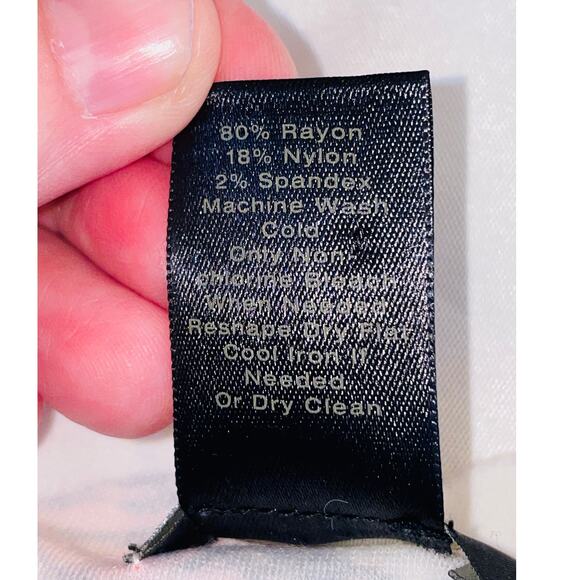 80% Rayon
18% Nylon
2% Spandex
Machine Wash
Cold
Only Non-
chlorine Bleach
When Needed
Reshape Dry Flat
Cool Iron If
Needed
Or Dry Clean